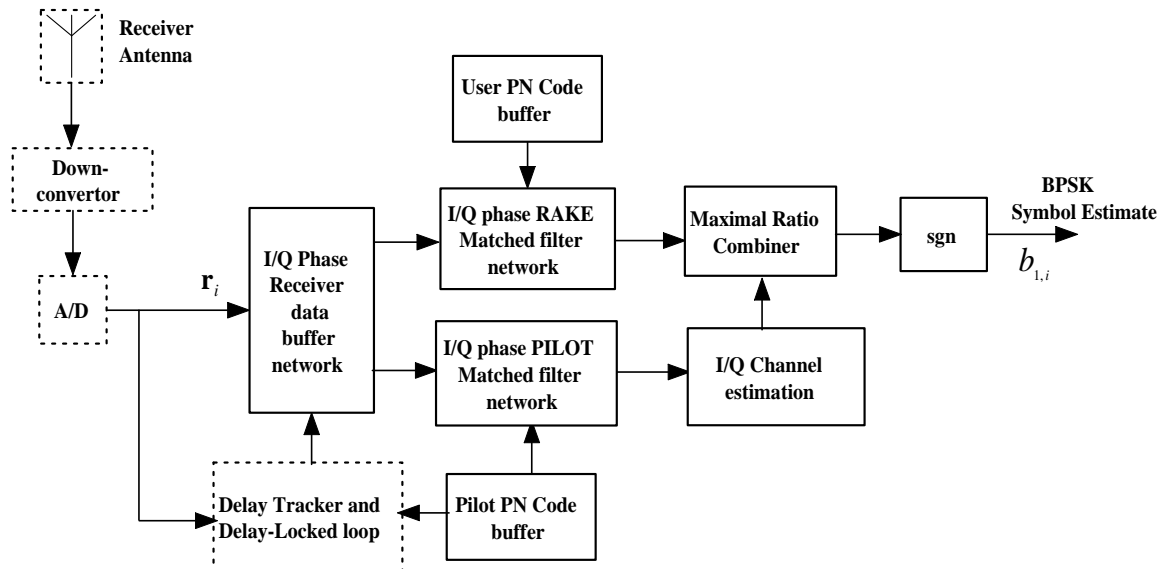 Receiver
Antenna
Down-
convertor
A/D
r_i
I/Q Phase
Receiver
data
buffer
network
User PN Code
buffer
I/Q phase RAKE
Matched filter
network
I/Q phase PILOT
Matched filter
network
Delay Tracker and
Delay-Locked loop
Pilot PN Code
buffer
Maximal Ratio
Combiner
I/Q Channel
estimation
sgn
BPSK
Symbol Estimate
b_{1,i}